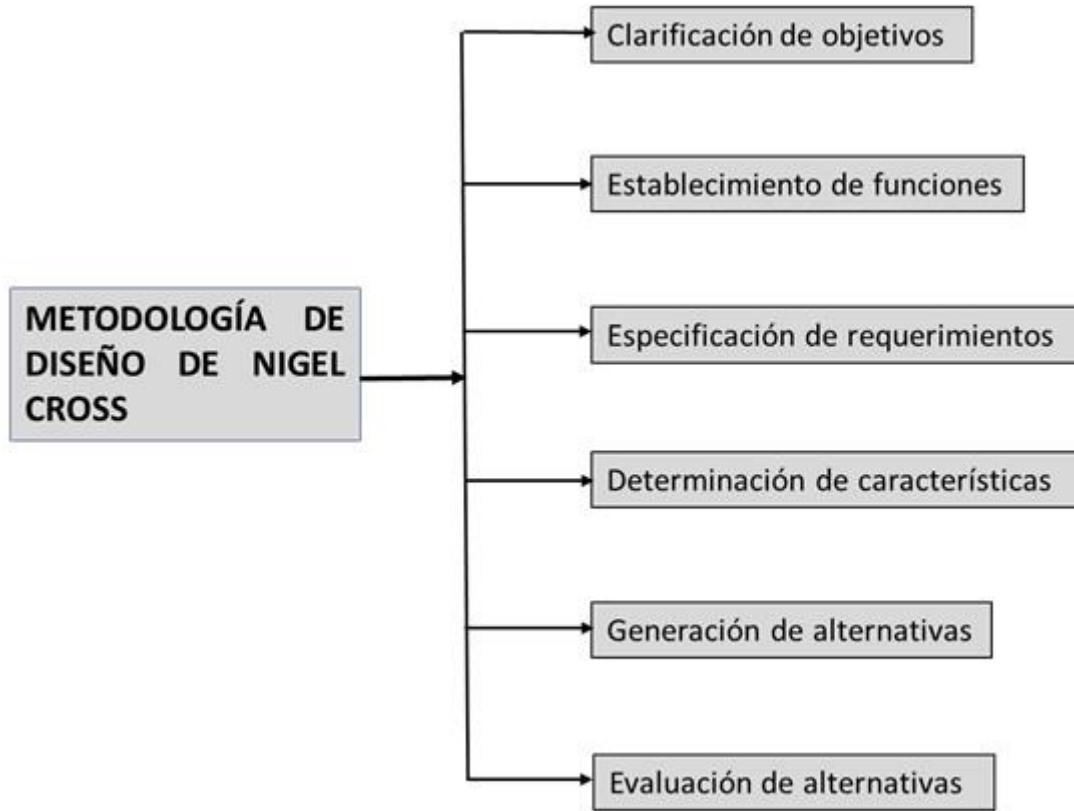 Clarificación de objetivos
Establecimiento de funciones
METODOLOGÍA DE
DISEÑO DE NIGEL
CROSS
Especificación de requerimientos
Determinación de características
Generación de alternativas
Evaluación de alternativas